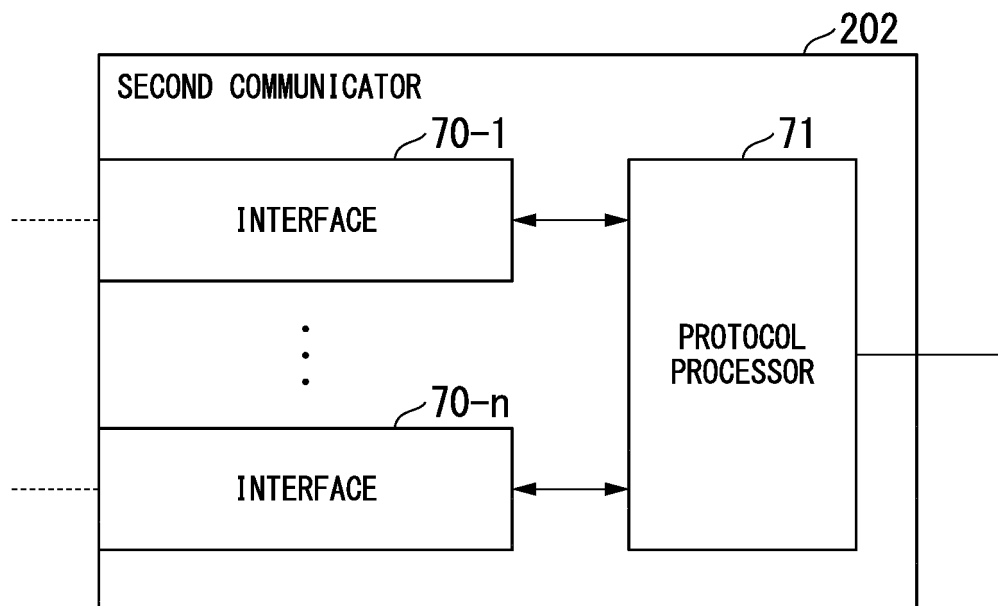 202
SECOND COMMUNICATOR
70-1
71
INTERFACE
PROTOCOL
PROCESSOR
70-n
INTERFACE